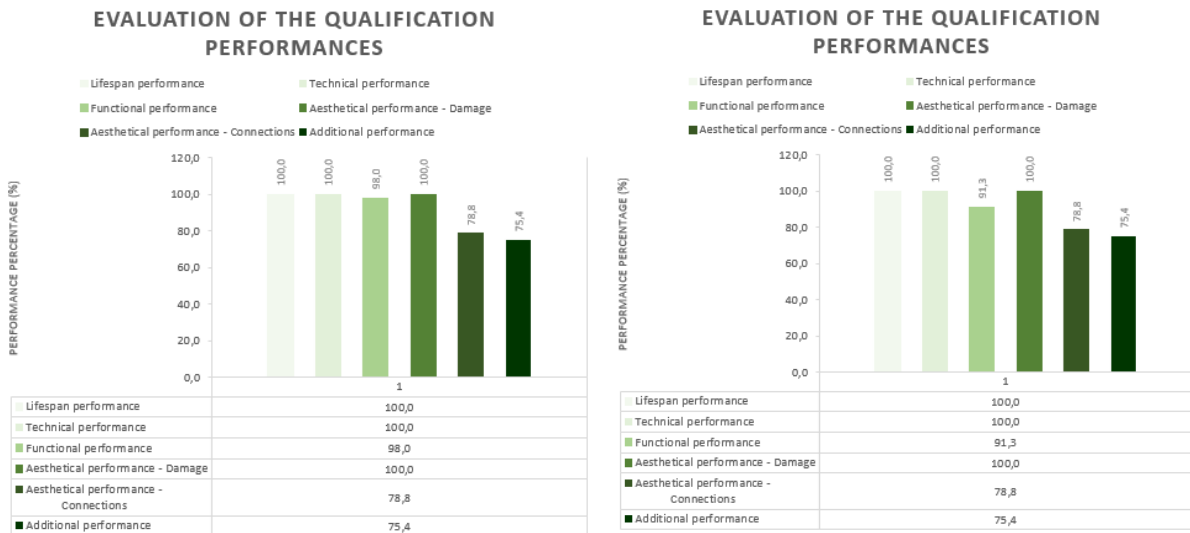 EVALUATION OF THE QUALIFICATION
PERFORMANCES
Lifespan performance
Technical performance
Functional performance
Aesthetical performance - Damage
Aesthetical performance - Connections
Additional performance
PERFORMANCE PERCENTAGE (%)
120,0
100,0
80,0
60,0
40,0
20,0
0,0
100,0
100,0
98,0
100,0
78,8
75,4
1
Lifespan performance 100,0
Technical performance 100,0
Functional performance 98,0
Aesthetical performance - Damage 100,0
Aesthetical performance -
Connections 78,8
Additional performance 75,4
EVALUATION OF THE QUALIFICATION
PERFORMANCES
Lifespan performance
Technical performance
Functional performance
Aesthetical performance - Damage
Aesthetical performance - Connections
Additional performance
PERFORMANCE PERCENTAGE (%)
120,0
100,0
80,0
60,0
40,0
20,0
0,0
100,0
100,0
91,3
100,0
78,8
75,4
1
Lifespan performance 100,0
Technical performance 100,0
Functional performance 91,3
Aesthetical performance - Damage 100,0
Aesthetical performance -
Connections 78,8
Additional performance 75,4